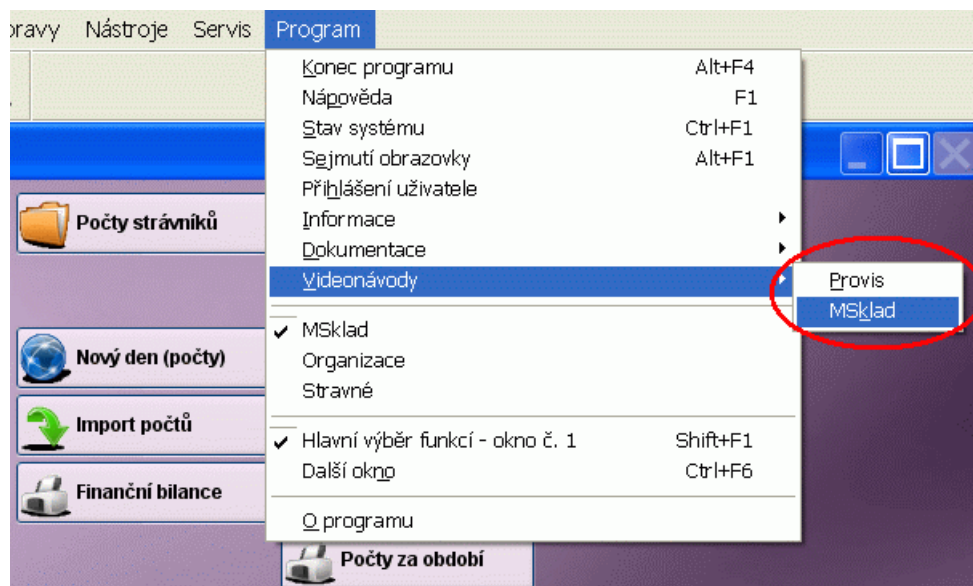 pravy Nástroje Servis Program
Konec programu Alt+F4
Nápověda F1
Stav systému Ctrl+F1
Sejmutí obrazovky Alt+F1
Přihlášení uživatele
Informace
Dokumentace
Videonávody
Provis
MSklad
MSklad
Organizace
Stravné
Hlavní výběr funkcí - okno č. 1 Shift+F1
Další okno Ctrl+F6
O programu
Počty strávníků
Nový den (počty)
Import počtů
Finanční bilance
Počty za období